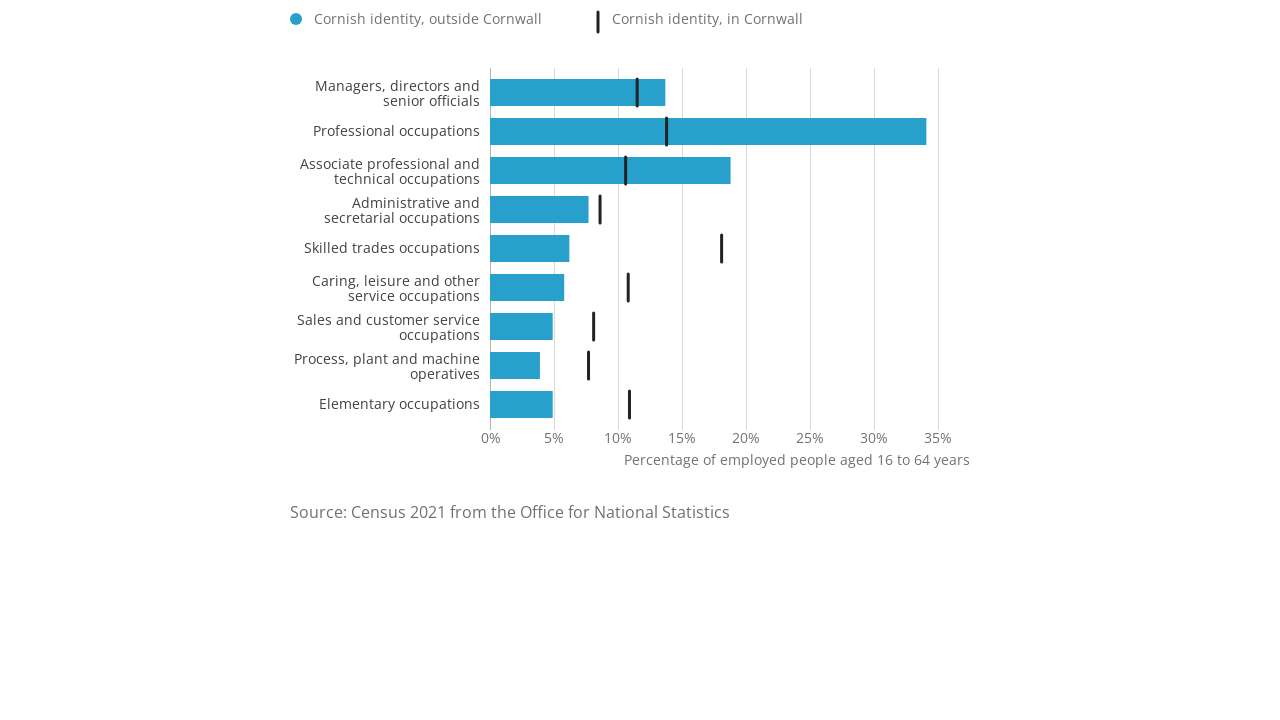 Cornish identity, outside Cornwall
Cornish identity, in Cornwall
Managers, directors and
senior officials
Professional occupations
Associate professional and
technical occupations
Administrative and
secretarial occupations
Skilled trades occupations
Caring, leisure and other
service occupations
Sales and customer service
occupations
Process, plant and machine
operatives
Elementary occupations
0% 5% 10% 15% 20% 25% 30% 35%
Percentage of employed people aged 16 to 64 years
Source: Census 2021 from the Office for National Statistics